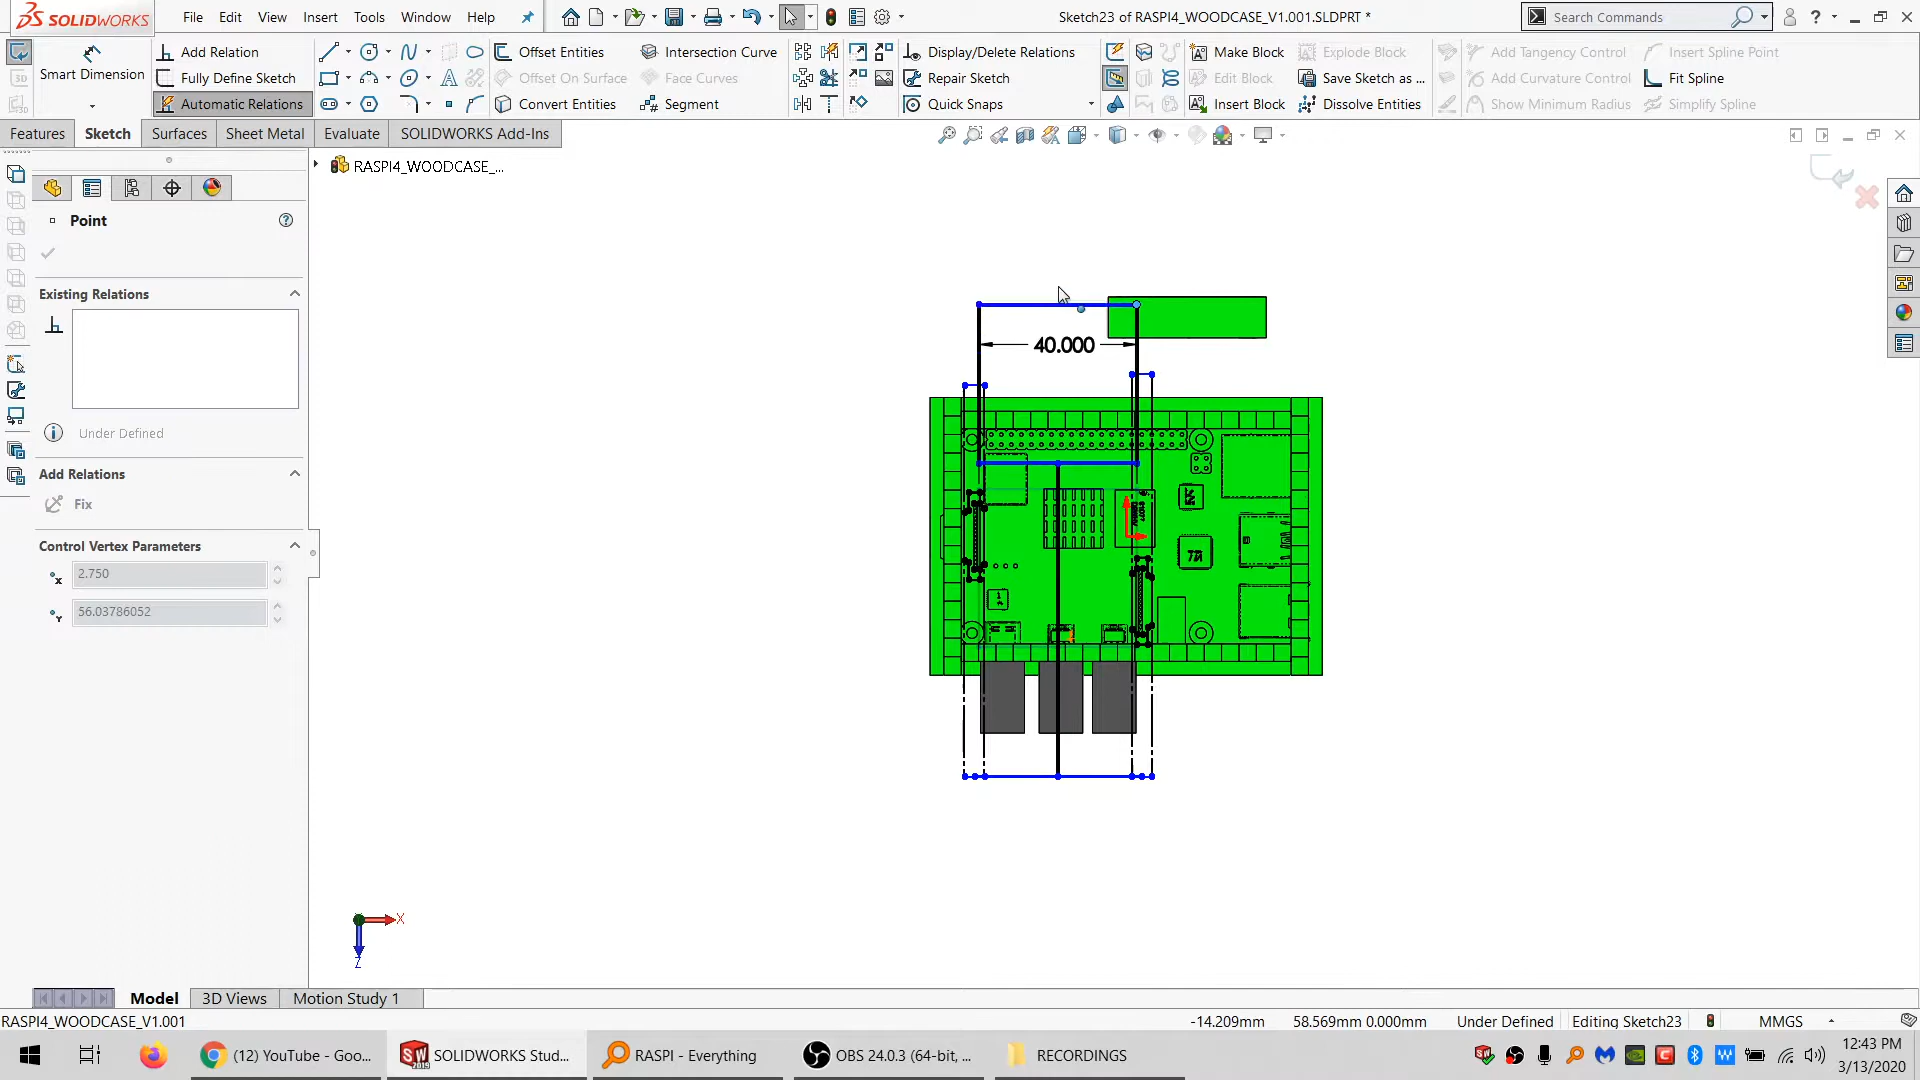 SOLIDWORKS
File Edit View Insert Tools Window Help
Sketch23 of RASPI4_WOODCASE_V1.001.SLDPRT *
Search Commands
Smart Dimension
Add Relation
Fully Define Sketch
Automatic Relations
Offset Entities
Offset On Surface
Convert Entities
Intersection Curve
Face Curves
Segment
Display/Delete Relations
Repair Sketch
Quick Snaps
Make Block
Edit Block
Insert Block
Explode Block
Save Sketch as ...
Dissolve Entities
Add Tangency Control
Add Curvature Control
Show Minimum Radius
Insert Spline Point
Fit Spline
Simplify Spline
Features Sketch Surfaces Sheet Metal Evaluate SOLIDWORKS Add-Ins
RASPI4_WOODCASE_...
Point
Existing Relations
Under Defined
Add Relations
Fix
Control Vertex Parameters
2.750
56.03786052
40.000
X
Z
Model 3D Views Motion Study 1
RASPI4_WOODCASE_V1.001
-14.209mm 58.569mm 0.000mm Under Defined Editing Sketch23 MMGS
(12) YouTube - Goo...
SOLIDWORKS Stud...
RASPI - Everything
OBS 24.0.3 (64-bit, ...
RECORDINGS
12:43 PM
3/13/2020